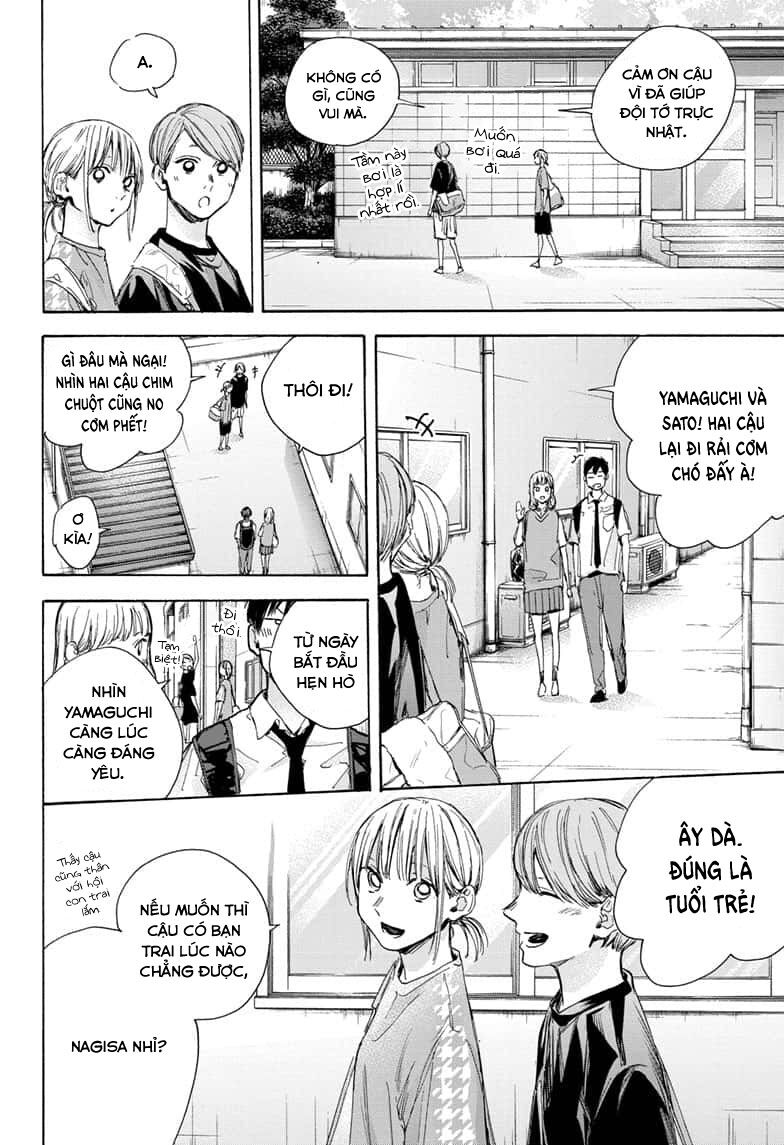 CẢM ƠN CẬU
VÌ ĐÃ GIÚP
ĐỘI TỚ TRỰC
NHẬT.
KHÔNG CÓ
GÌ, CŨNG
VUI MÀ.
Muốn
bơi quá
đi.
Tầm này
bơi là
hợp lí
nhất rồi.
A.
YAMAGUCHI VÀ
SATO! HAI CẬU
LẠI ĐI RẢI CƠM
CHÓ ĐẤY À!
THÔI ĐI!
GÌ ĐÂU MÀ NGẠI!
NHÌN HAI CẬU CHIM
CHUỘT CŨNG NO
CƠM PHẾT!
Ơ
KÌA!
TỪ NGÀY
BẮT ĐẦU
HẸN HÒ
Đi
thôi.
Tạm
biệt!
NHÌN
YAMAGUCHI
CÀNG LÚC
CÀNG ĐÁNG
YÊU.
ÂY DÀ.
ĐÚNG LÀ
TUỔI TRẺ!
NẾU MUỐN THÌ
CẬU CÓ BẠN
TRAI LÚC NÀO
CHẲNG ĐƯỢC,
Thấy cậu
cũng thân
với hội
con trai
lắm
NAGISA NHỈ?